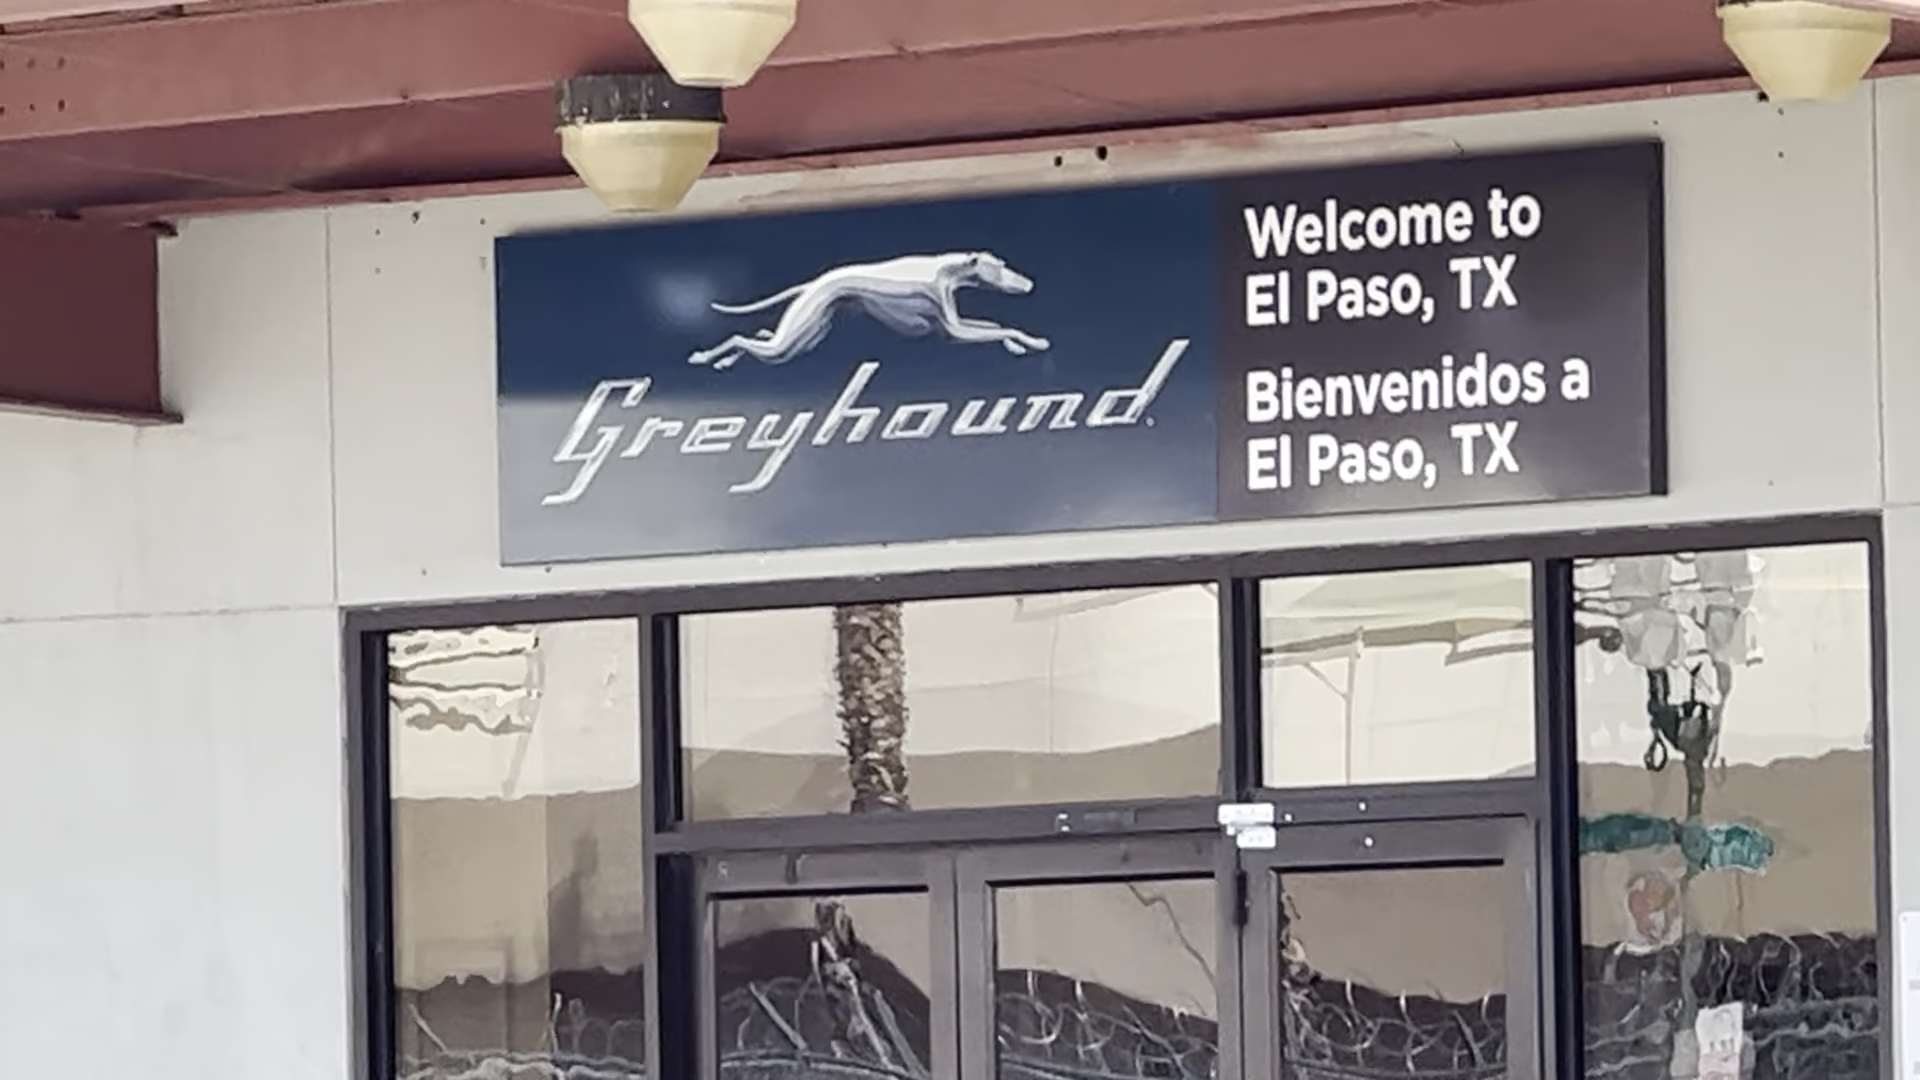 Greyhound
Welcome to
El Paso, TX
Bienvenidos a
El Paso, TX